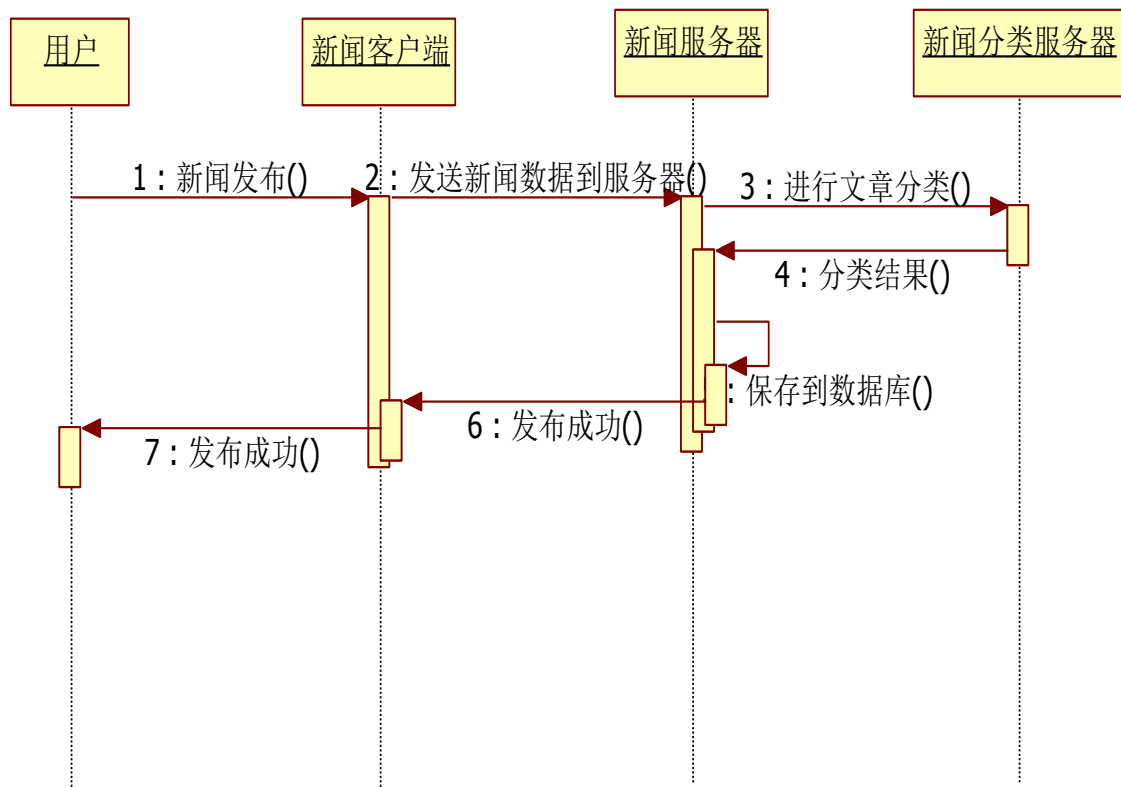 用户
新闻客户端
新闻服务器
新闻分类服务器
1 : 新闻发布()
2 : 发送新闻数据到服务器()
3 : 进行文章分类()
4 : 分类结果()
: 保存到数据库()
6 : 发布成功()
7 : 发布成功()